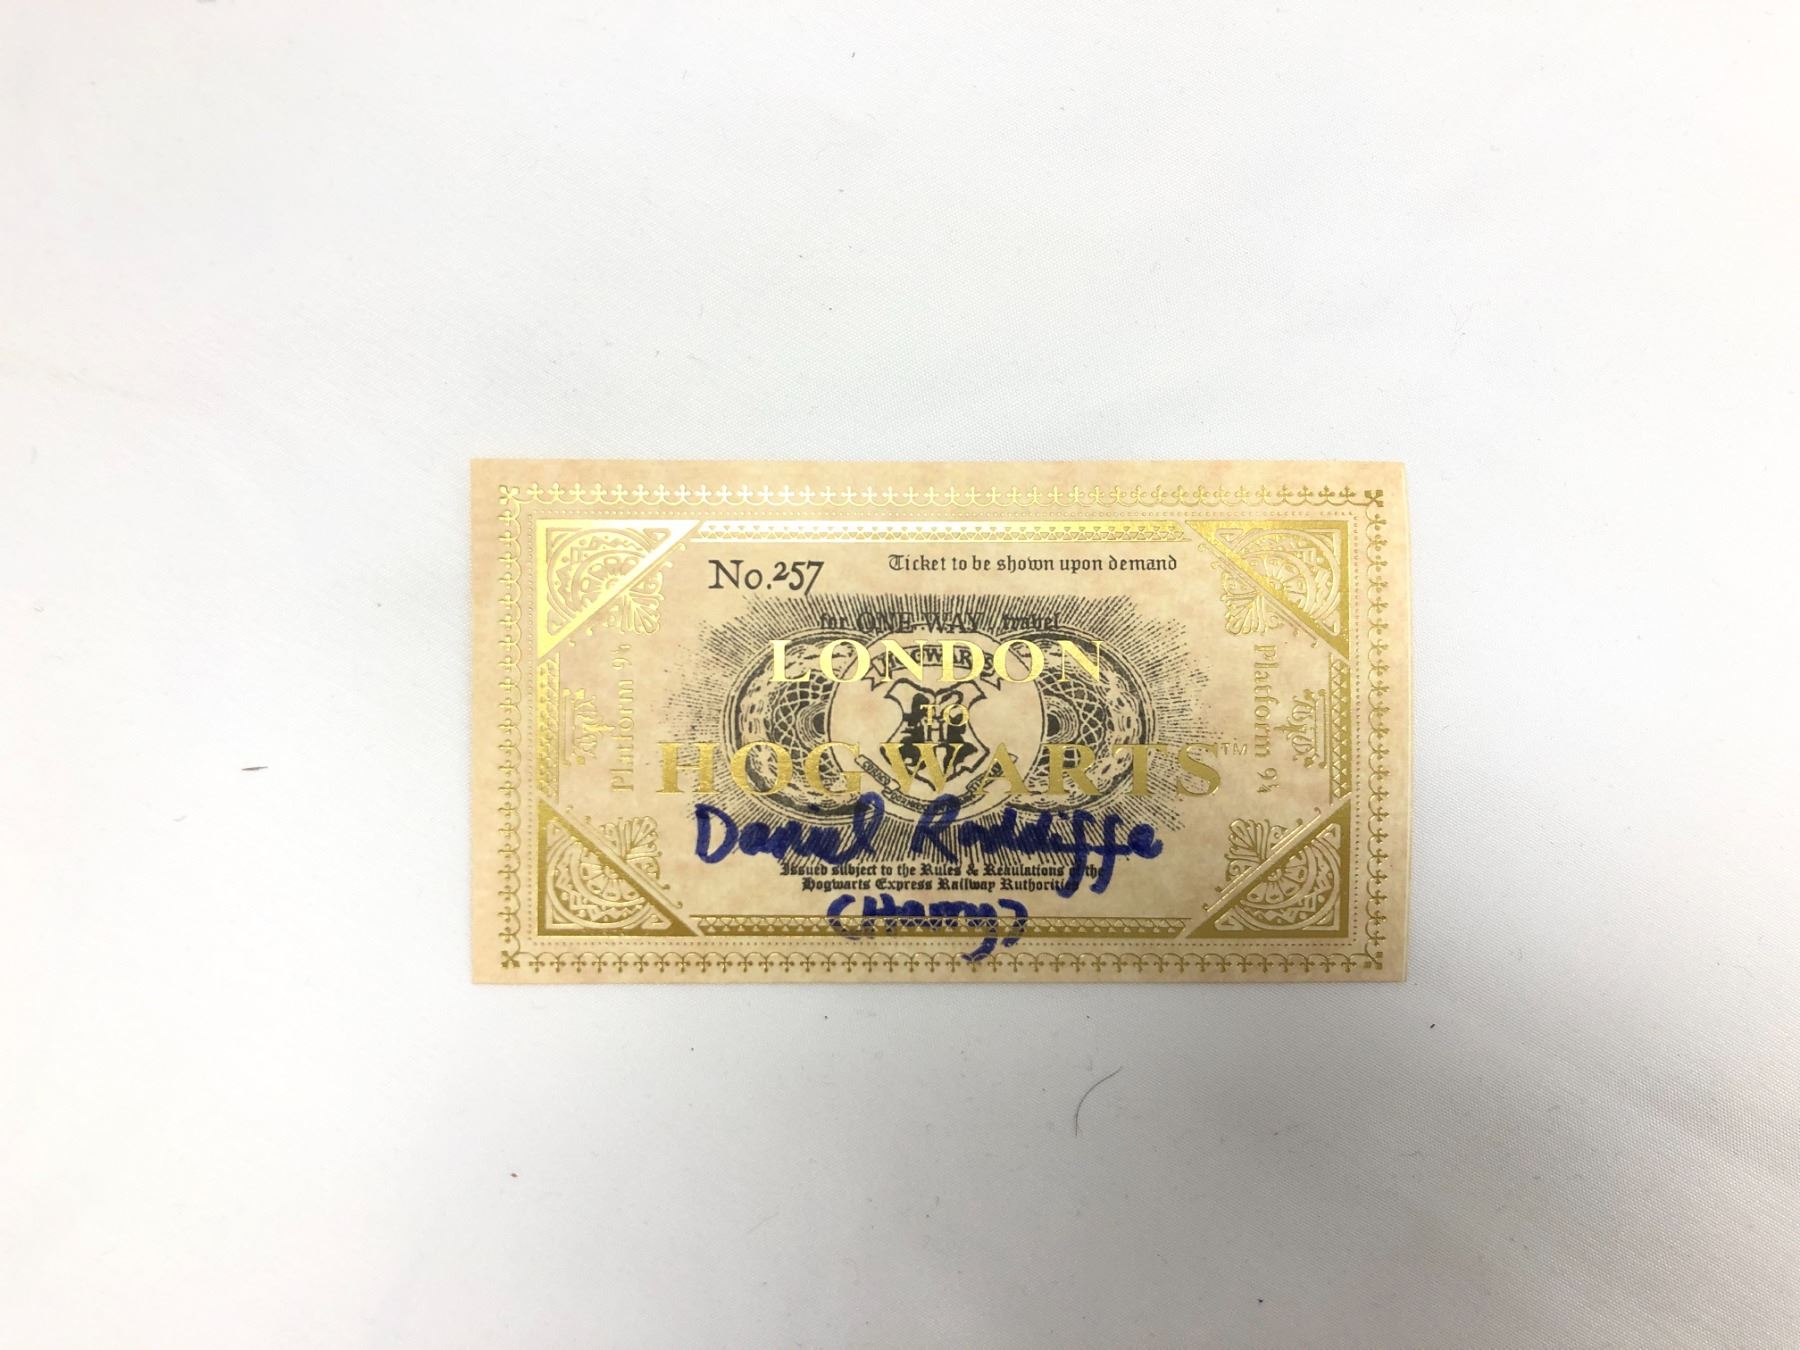 No.257
Ticket to be shown upon demand
for ONE WAY travel
LONDON
HOGWARTS
TO
H
HOGWARTS™
Platform 9¾
Platform 9¾
Daniel Radcliffe
Issued subject to the Rules & Regulations of the
Hogwarts Express Railway Authorities
(Harry)